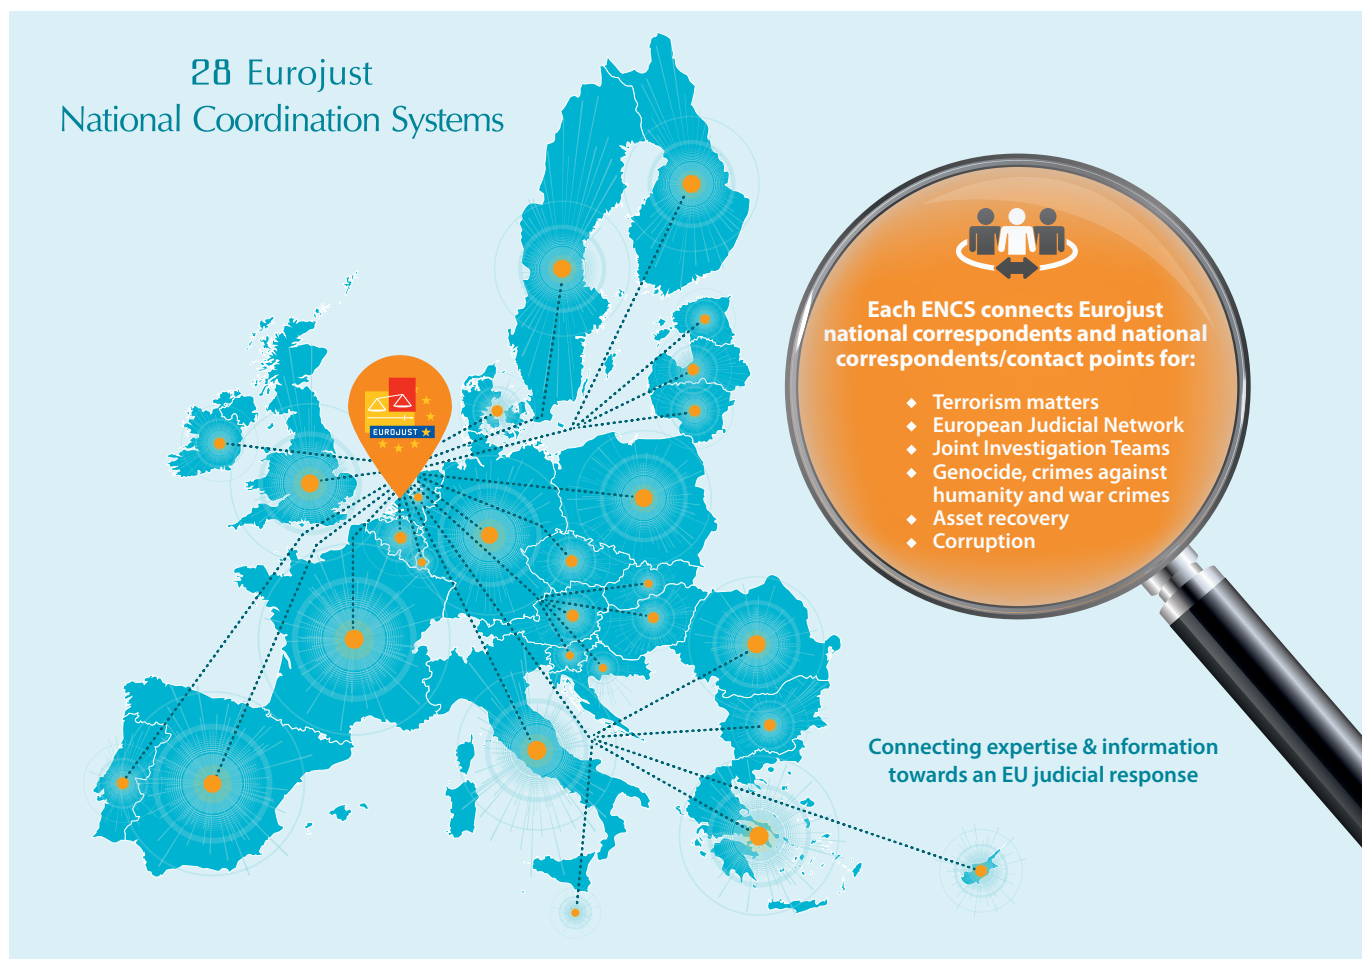 28 Eurojust
National Coordination Systems
EUROJUST
Each ENCS connects Eurojust
national correspondents and national
correspondents/contact points for:
◆ Terrorism matters
◆ European Judicial Network
◆ Joint Investigation Teams
◆ Genocide, crimes against
humanity and war crimes
◆ Asset recovery
◆ Corruption
Connecting expertise & information
towards an EU judicial response